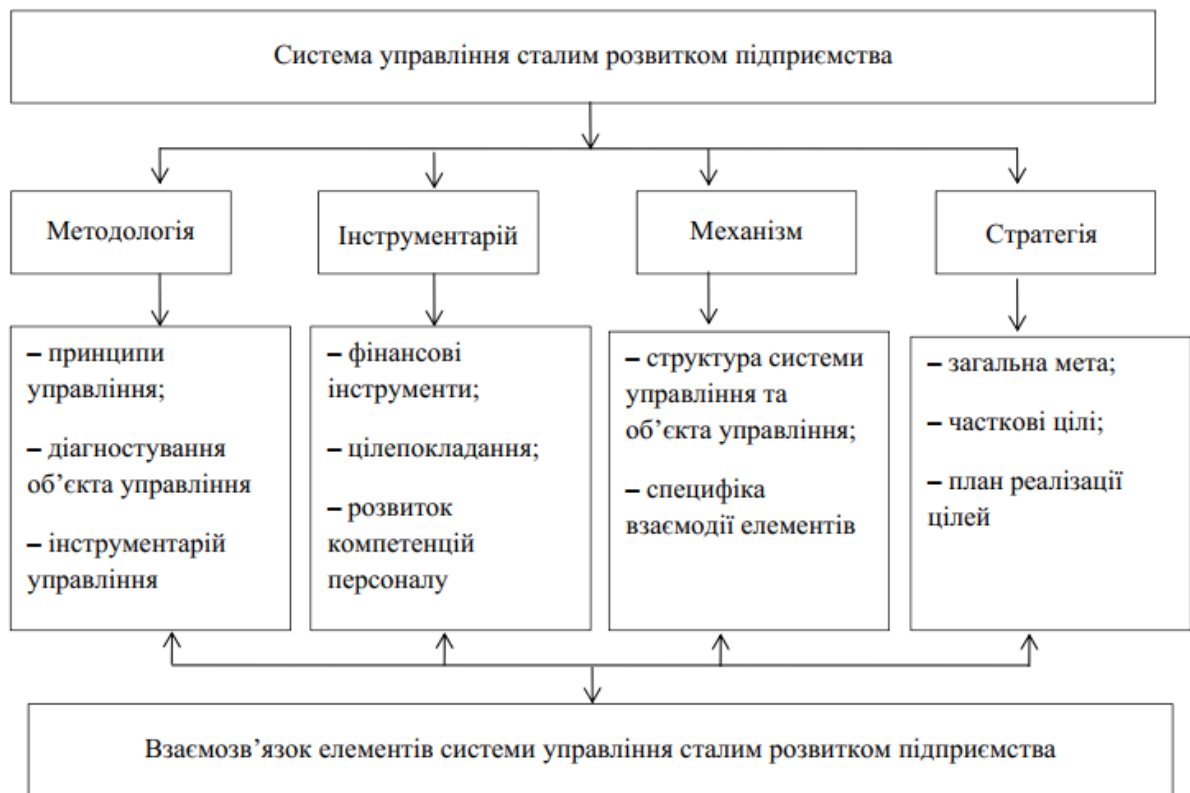 Система управління сталим розвитком підприємства
Методологія
Інструментарій
Механізм
Стратегія
– принципи
управління;
– діагностування
об’єкта управління
– інструментарій
управління
– фінансові
інструменти;
– цілепокладання;
– розвиток
компетенцій
персоналу
– структура системи
управління та
об’єкта управління;
– специфіка
взаємодії елементів
– загальна мета;
– часткові цілі;
– план реалізації
цілей
Взаємозв’язок елементів системи управління сталим розвитком підприємства